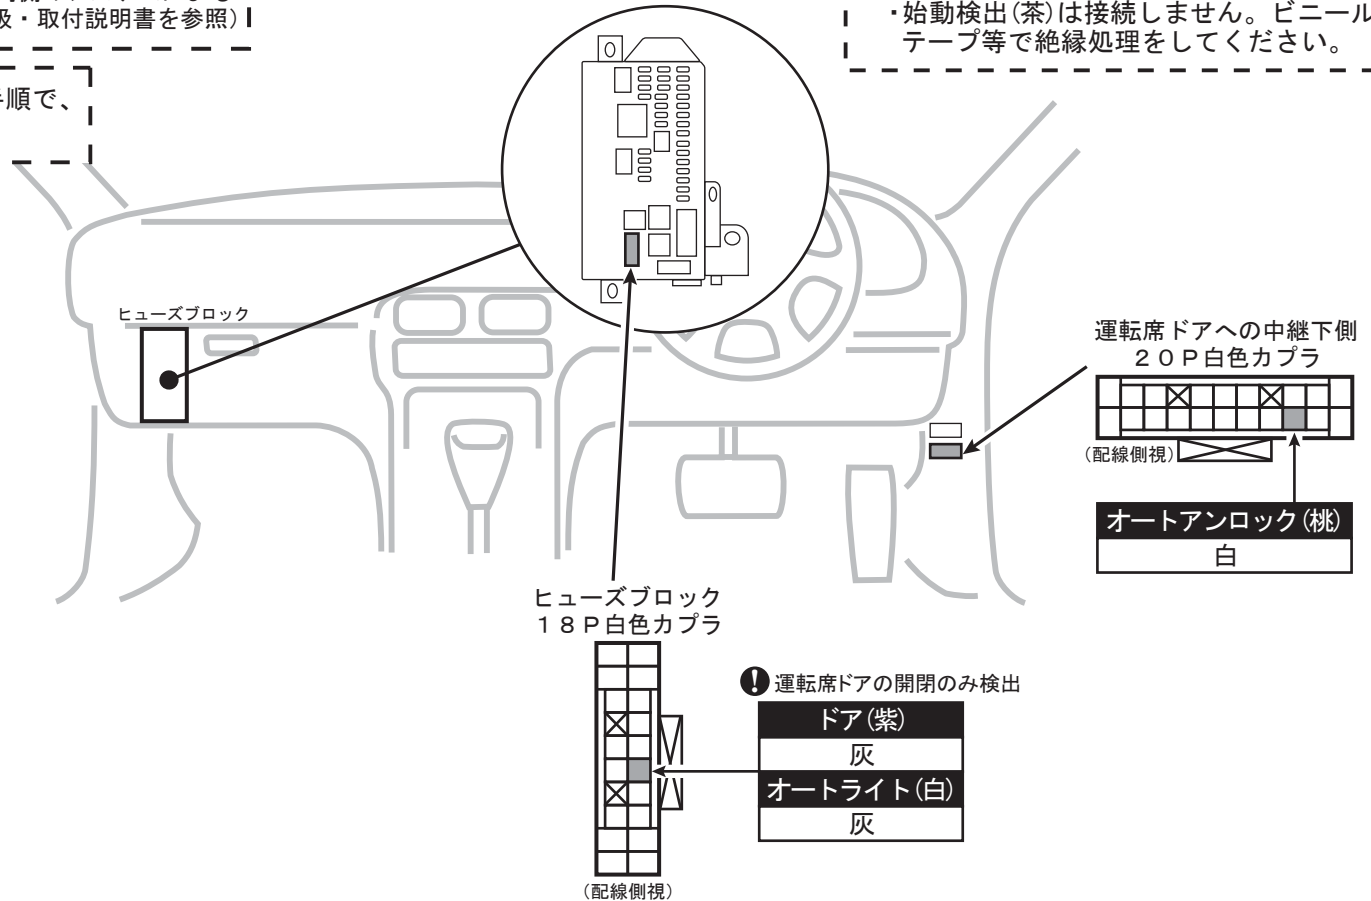 扱・取付説明書を参照)
手順で、
・始動検出(茶)は接続しません。ビニール
テープ等で絶縁処理をしてください。
ヒューズブロック
運転席ドアへの中継下側
２０Ｐ白色カプラ
(配線側視)
オートアンロック(桃)
白
ヒューズブロック
１８Ｐ白色カプラ
運転席ドアの開閉のみ検出
ドア(紫)
灰
オートライト(白)
灰
(配線側視)